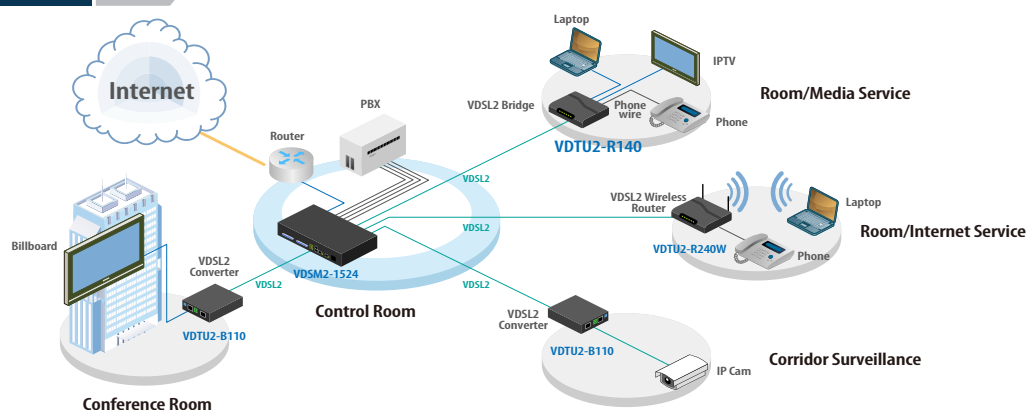 Internet
Router
PBX
VDSM2-1524
Control Room
VDSL2
VDSL2
VDSL2
VDSL2
Laptop
IPTV
VDSL2 Bridge
Phone
wire
Phone
VDTU2-R140
Room/Media Service
VDSL2 Wireless
Router
Laptop
VDTU2-R240W
Phone
Room/Internet Service
Billboard
VDSL2
Converter
VDTU2-B110
Conference Room
VDSL2
Converter
VDTU2-B110
IP Cam
Corridor Surveillance